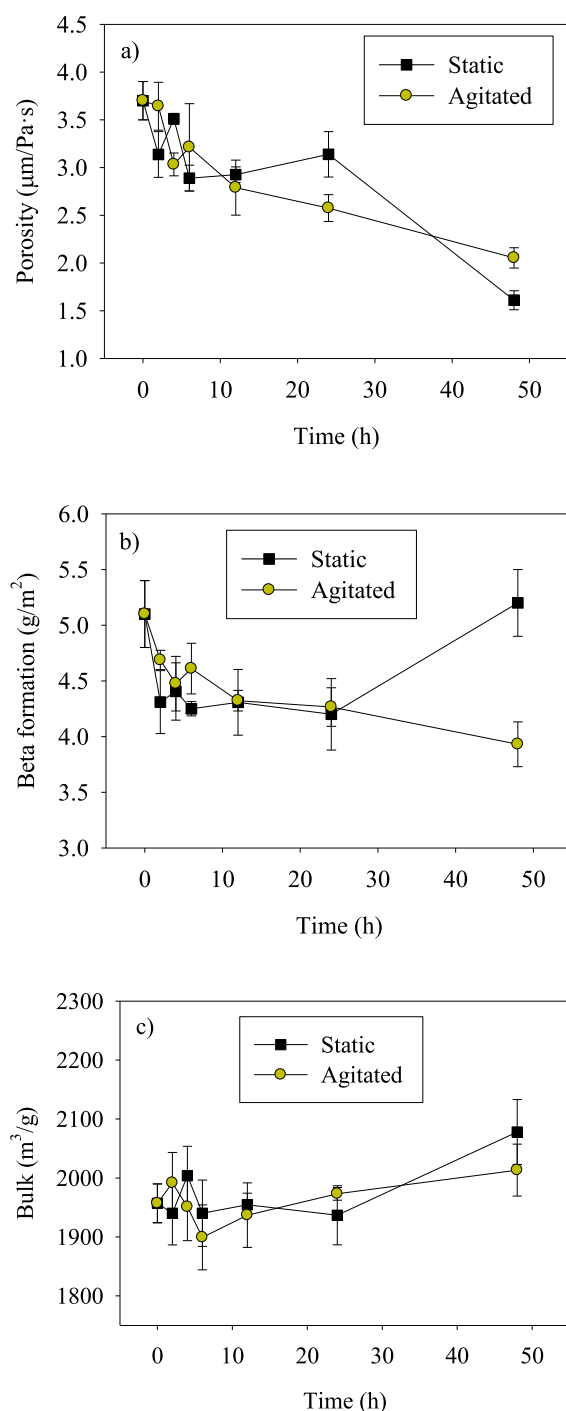 a)
Static
Agitated
Porosity (μm/Pa·s)
4.5
4.0
3.5
3.0
2.5
2.0
1.5
1.0
0 10 20 30 40 50
Time (h)
b)
Static
Agitated
Beta formation (g/m²)
6.0
5.5
5.0
4.5
4.0
3.5
3.0
0 10 20 30 40 50
Time (h)
c)
Static
Agitated
Bulk (m³/g)
2300
2200
2100
2000
1900
1800
0 10 20 30 40 50
Time (h)